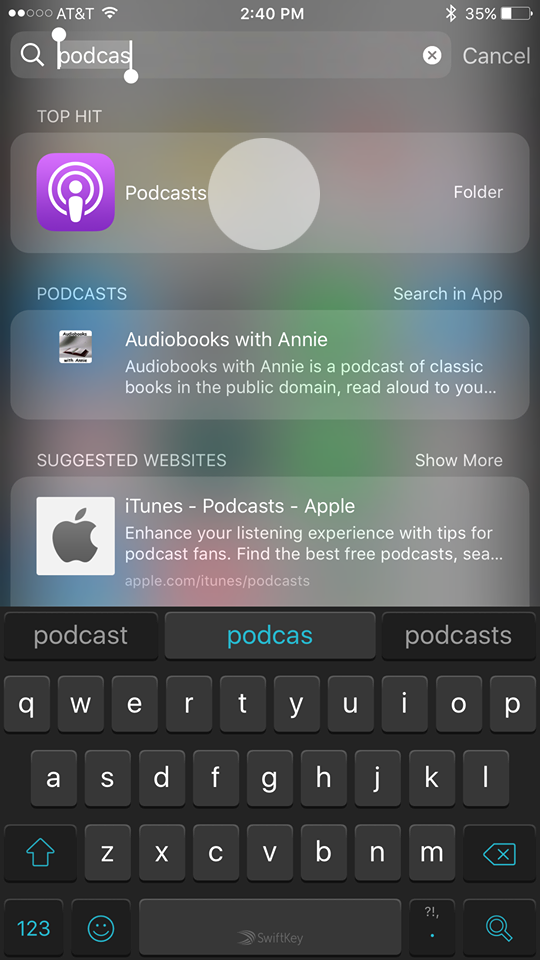 AT&T 2:40 PM 35%
podcas Cancel
TOP HIT
Podcasts Folder
PODCASTS Search in App
Audiobooks
with Annie
Audiobooks with Annie
Audiobooks with Annie is a podcast of classic
books in the public domain, read aloud to you...
SUGGESTED WEBSITES Show More
iTunes - Podcasts - Apple
Enhance your listening experience with tips for
podcast fans. Find the best free podcasts, sea...
apple.com/itunes/podcasts
podcast podcas podcasts
q w e r t y u i o p
a s d f g h j k l
z x c v b n m
123 SwiftKey ?!, .